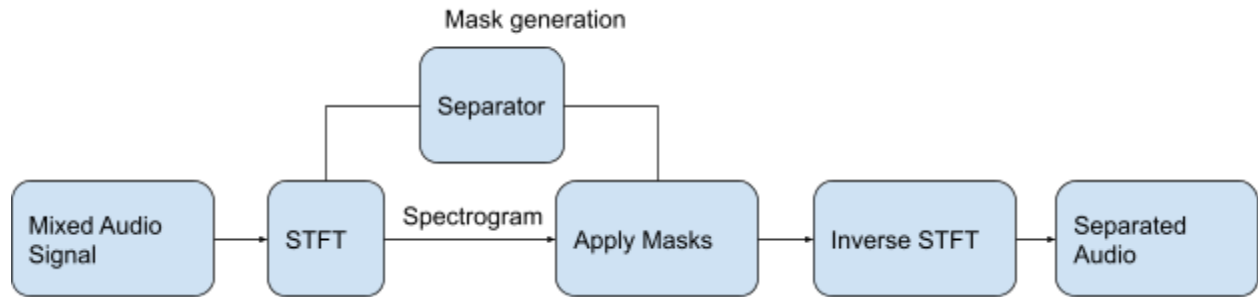 Mask generation
Separator
Mixed Audio
Signal
STFT
Spectrogram
Apply Masks
Inverse STFT
Separated
Audio